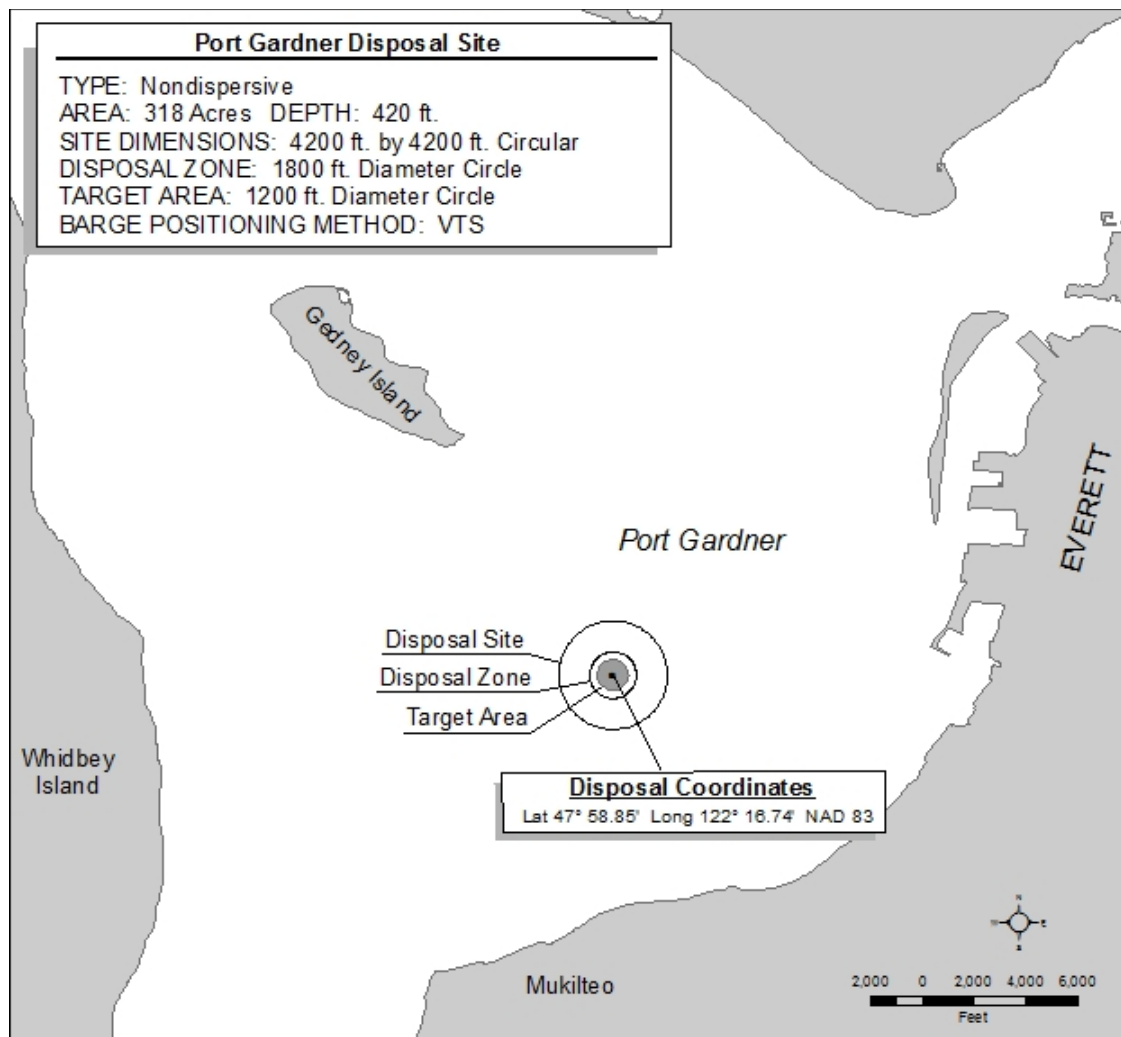 Port Gardner Disposal Site
TYPE: Nondispersive
AREA: 318 Acres DEPTH: 420 ft.
SITE DIMENSIONS: 4200 ft. by 4200 ft. Circular
DISPOSAL ZONE: 1800 ft. Diameter Circle
TARGET AREA: 1200 ft. Diameter Circle
BARGE POSITIONING METHOD: VTS
Gedney Island
EVERETT
Port Gardner
Disposal Site
Disposal Zone
Target Area
Whidbey
Island
Disposal Coordinates
Lat 47° 58.85' Long 122° 16.74' NAD 83
N
W E
S
Mukilteo
2,000 0 2,000 4,000 6,000
Feet